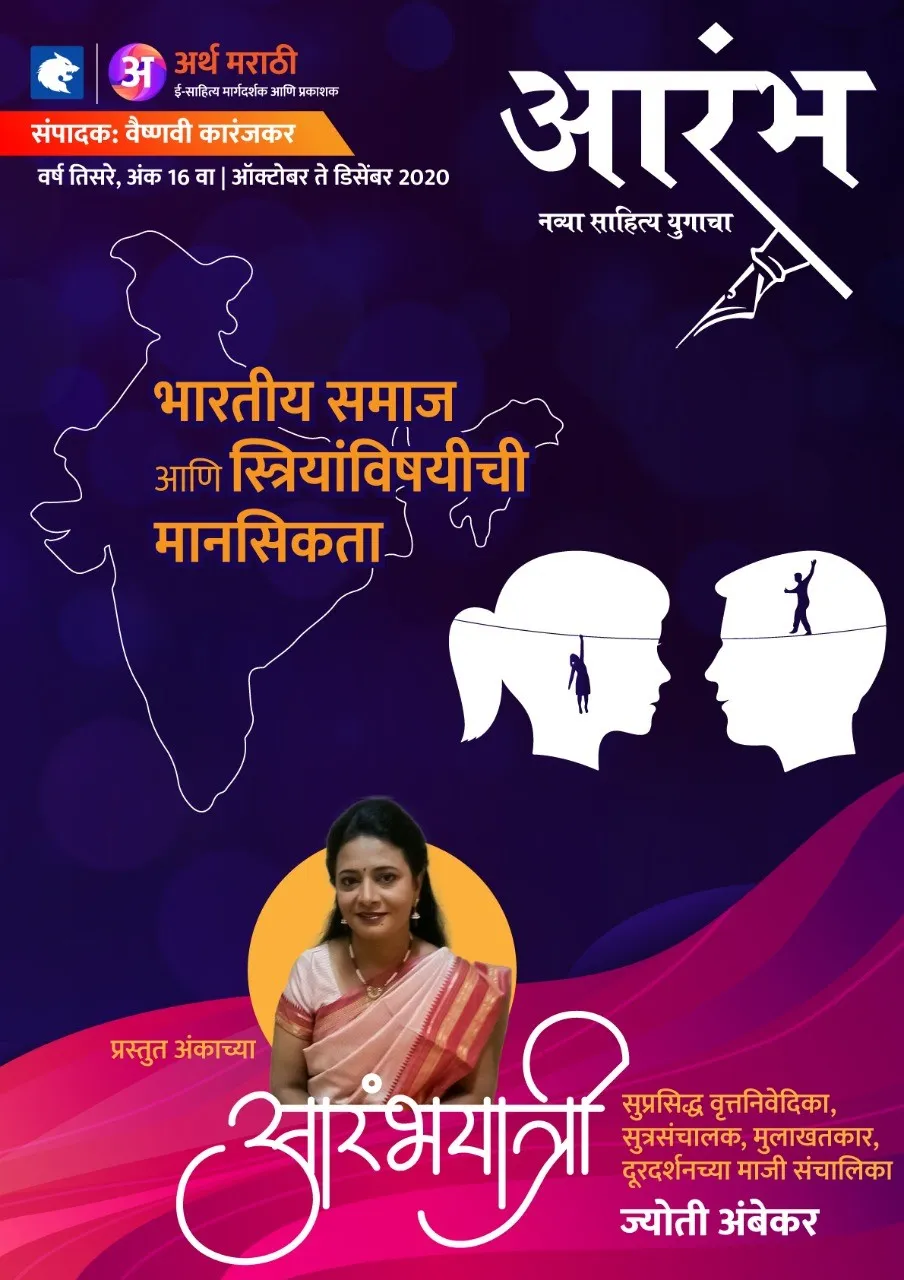 अ
अर्थ मराठी
ई-साहित्य मार्गदर्शक आणि प्रकाशक
संपादक: वैष्णवी कारंजकर
वर्ष तिसरे, अंक 16 वा | ऑक्टोबर ते डिसेंबर 2020
आरंभ
नव्या साहित्य युगाचा
भारतीय समाज
आणि स्त्रियांविषयीची
मानसिकता
प्रस्तुत अंकाच्या
आरंभयात्री
सुप्रसिद्ध वृत्तनिवेदिका,
सुत्रसंचालक, मुलाखतकार,
दूरदर्शनच्या माजी संचालिका
ज्योती अंबेकर